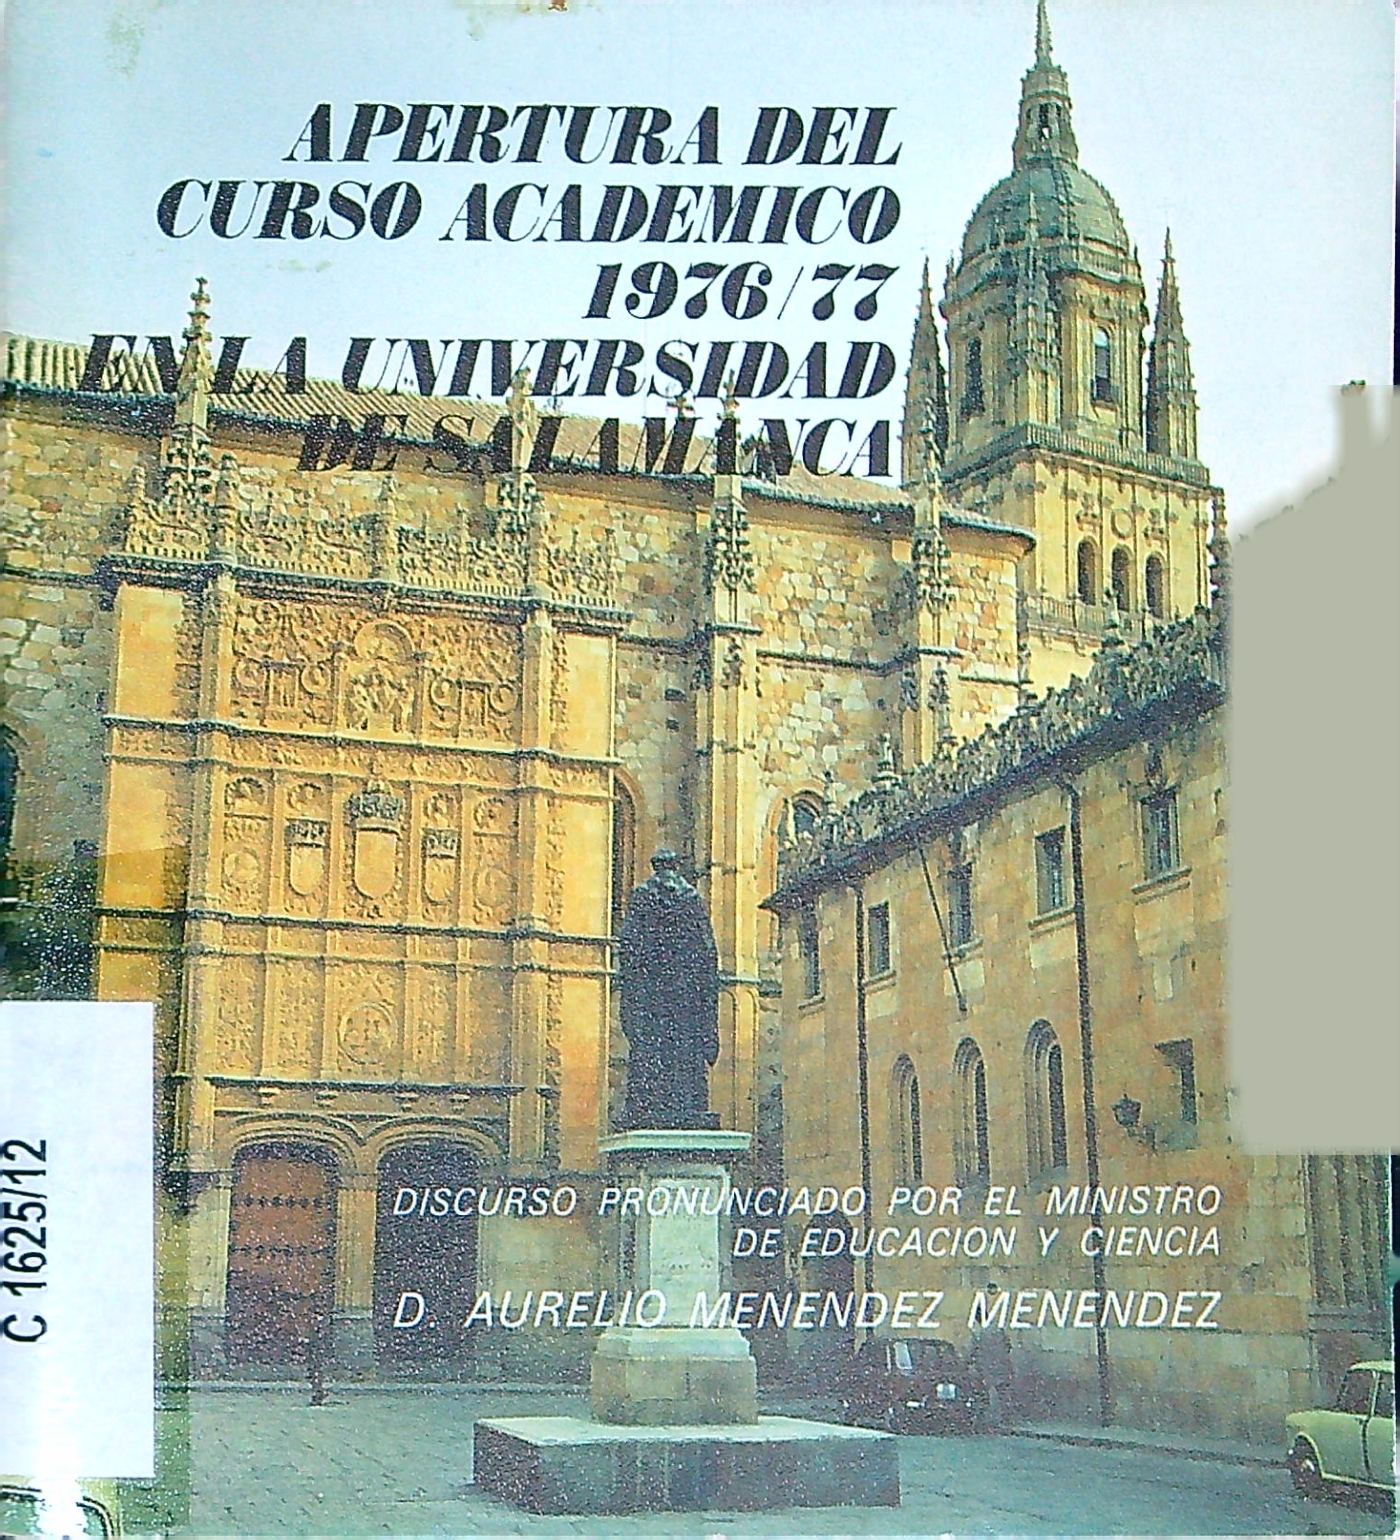 APERTURA DEL
CURSO ACADEMICO
1976/77
EN LA UNIVERSIDAD
DE SALAMANCA
DISCURSO PRONUNCIADO POR EL MINISTRO
DE EDUCACION Y CIENCIA
D. AURELIO MENENDEZ MENENDEZ
C 1625/12